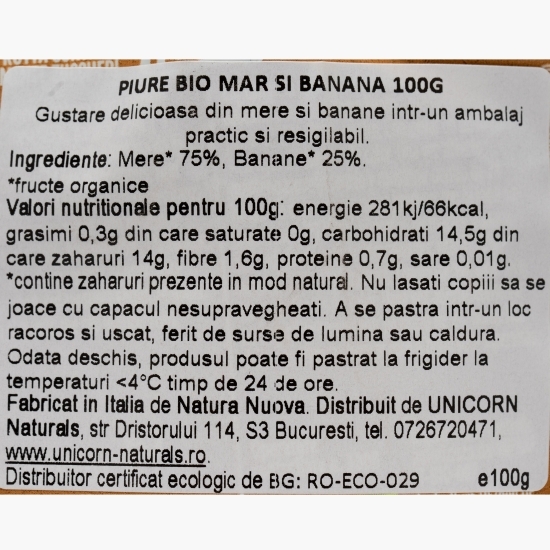 PIURE BIO MAR SI BANANA 100G
Gustare delicioasa din mere si banane intr-un ambalaj
practic si resigilabil.
Ingrediente: Mere* 75%, Banane* 25%.
*fructe organice
Valori nutritionale pentru 100g: energie 281kj/66kcal,
grasimi 0,3g din care saturate 0g, carbohidrati 14,5g din
care zaharuri 14g, fibre 1,6g, proteine 0,7g, sare 0,01g.
*contine zaharuri prezente in mod natural. Nu lasati copiii sa se
joace cu capacul nesupravegheati. A se pastra intr-un loc
racoros si uscat, ferit de surse de lumina sau caldura.
Odata deschis, produsul poate fi pastrat la frigider la
temperaturi <4°C timp de 24 de ore.
Fabricat in Italia de Natura Nuova. Distribuit de UNICORN
Naturals, str Dristorului 114, S3 Bucuresti, tel. 0726720471,
www.unicorn-naturals.ro.
Distribuitor certificat ecologic de BG: RO-ECO-029 e100g